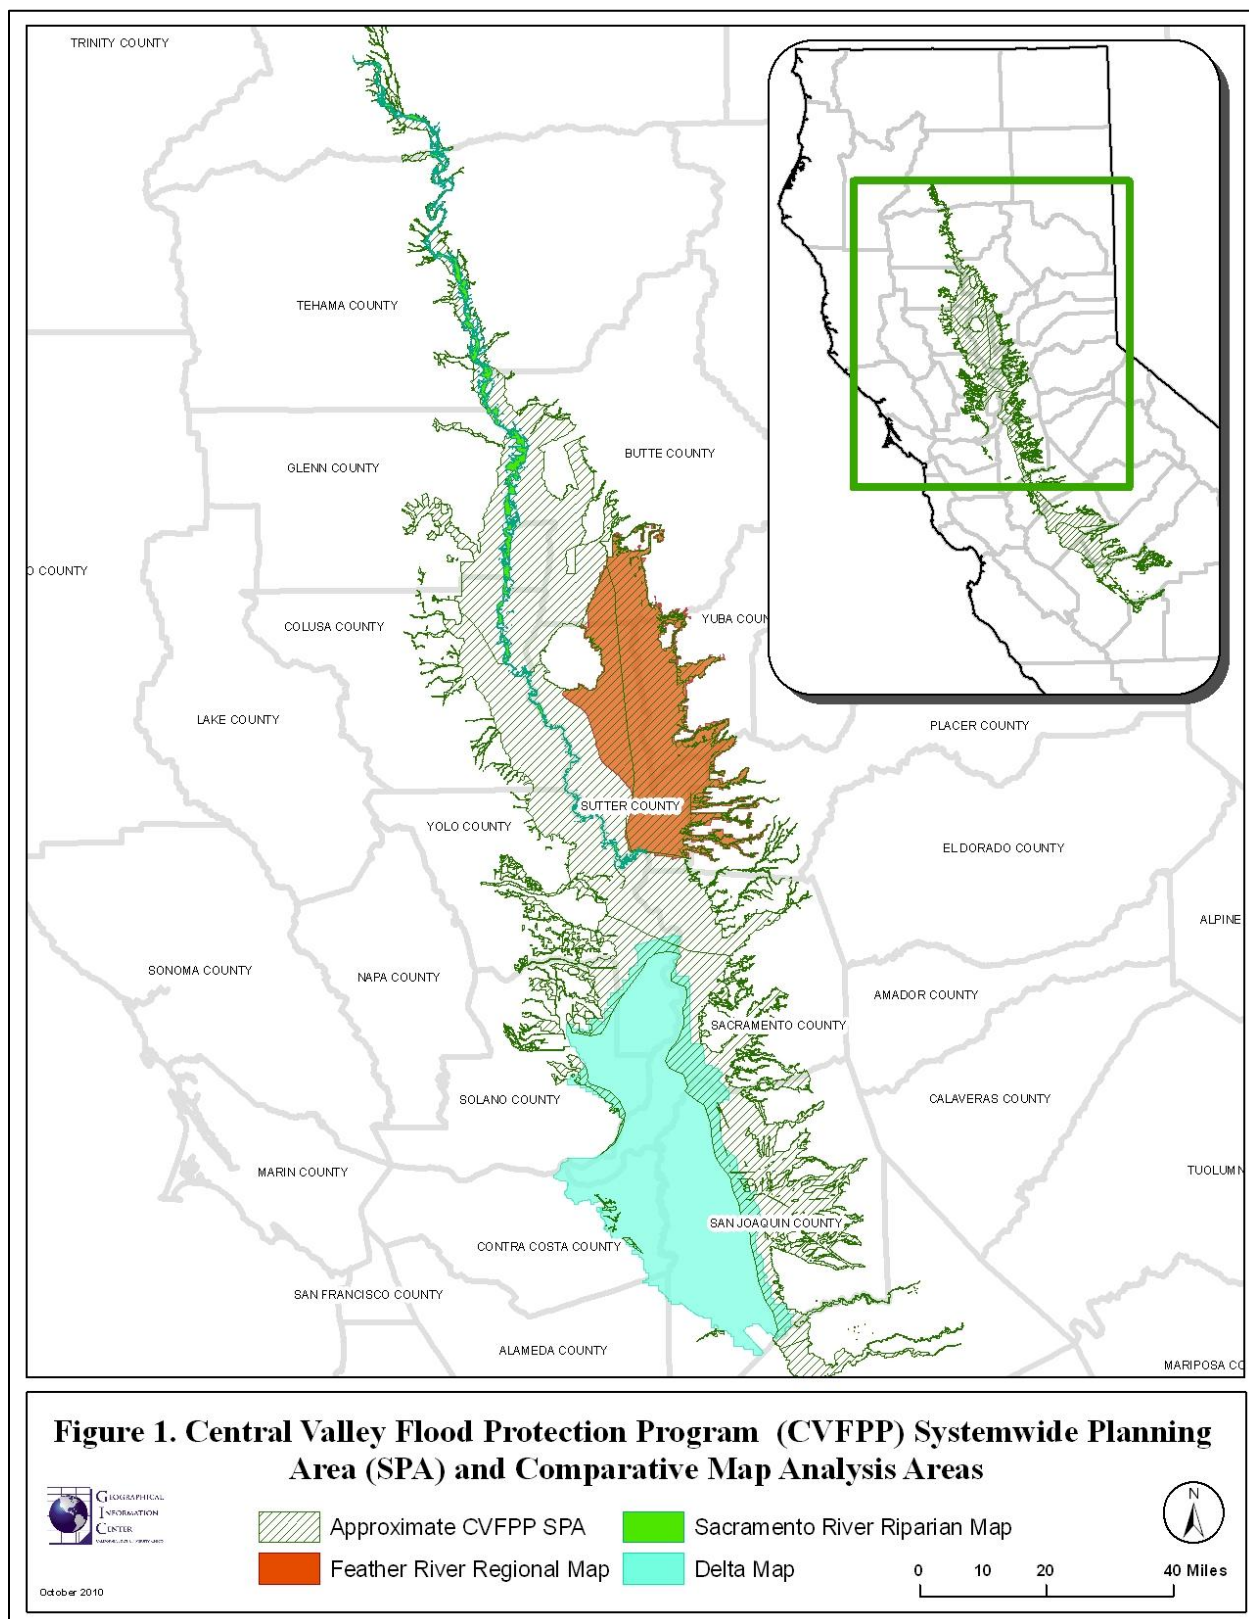 TRINITY COUNTY
TEHAMA COUNTY
GLENN COUNTY
BUTTE COUNTY
O COUNTY
COLUSA COUNTY
YUBA COUN
LAKE COUNTY
PLACER COUNTY
SUTTER COUNTY
YOLO COUNTY
EL DORADO COUNTY
ALPINE
SONOMA COUNTY
NAPA COUNTY
AMADOR COUNTY
SACRAMENTO COUNTY
SOLANO COUNTY
CALAVERAS COUNTY
MARIN COUNTY
TUOLUMN
SAN JOAQUIN COUNTY
CONTRA COSTA COUNTY
SAN FRANCISCO COUNTY
ALAMEDA COUNTY
MARIPOSA CO
Figure 1. Central Valley Flood Protection Program (CVFPP) Systemwide Planning
Area (SPA) and Comparative Map Analysis Areas
GEOGRAPHICAL
INFORMATION
CENTER
Approximate CVFPP SPA
Sacramento River Riparian Map
Feather River Regional Map
Delta Map
N
0 10 20 40 Miles
October 2010